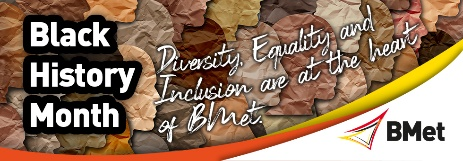 Black
History
Month
Diversity, Equality and
Inclusion are at the heart
of BMet.
BMet